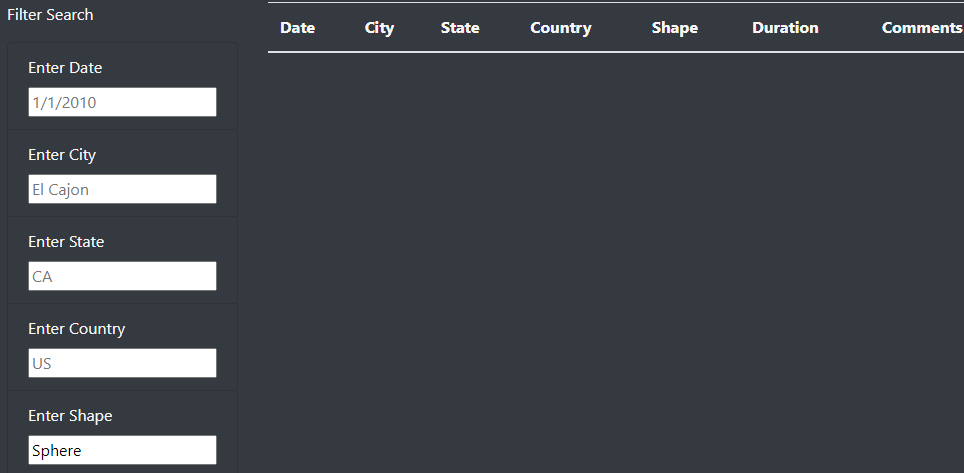 Filter Search
Date City State Country Shape Duration Comments
Enter Date
1/1/2010
Enter City
El Cajon
Enter State
CA
Enter Country
US
Enter Shape
Sphere